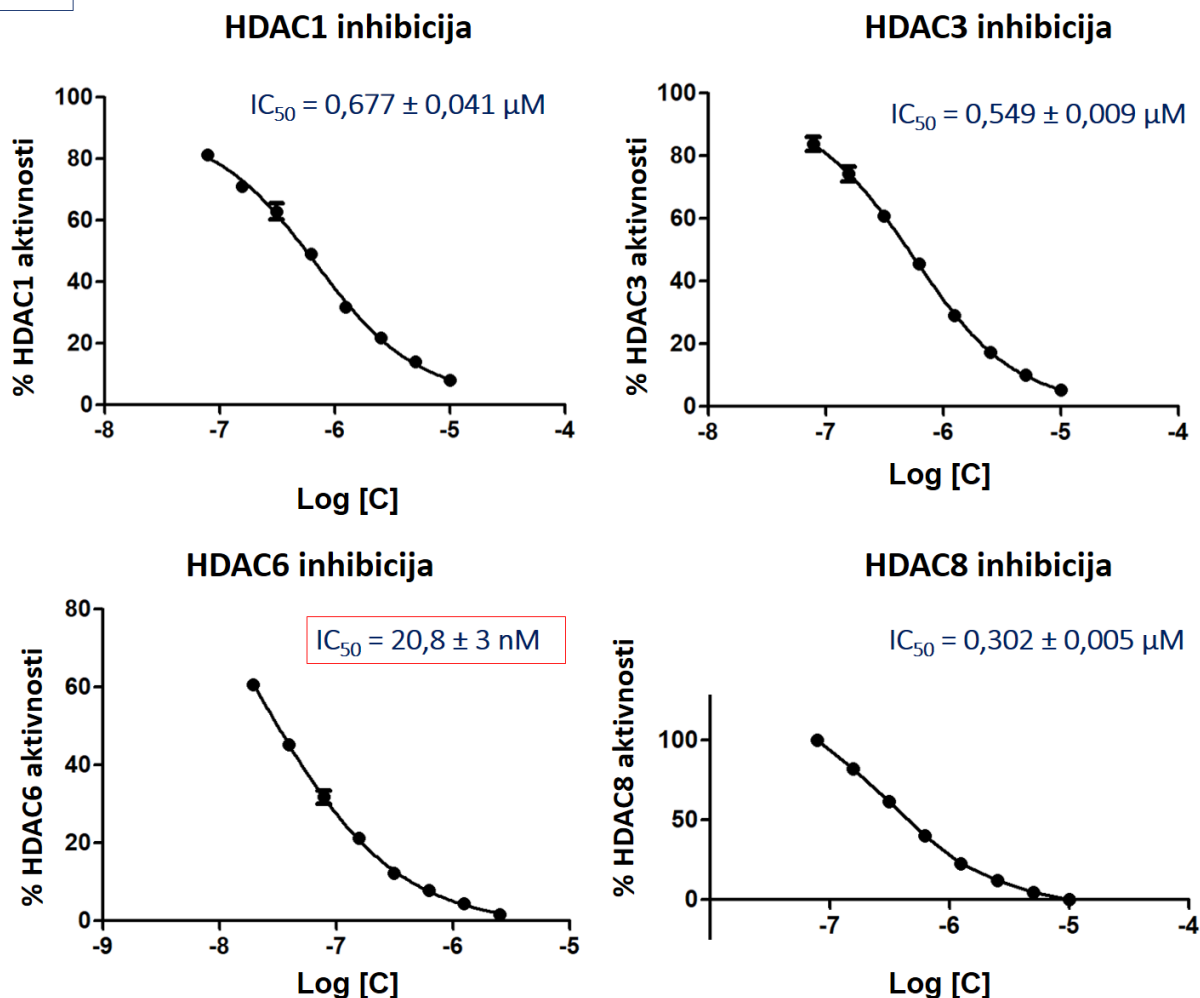 HDAC1 inhibicija
IC50 = 0,677 ± 0,041 µM
% HDAC1 aktivnosti
100
80
60
40
20
0
-8 -7 -6 -5 -4
Log [C]
HDAC3 inhibicija
IC50 = 0,549 ± 0,009 µM
% HDAC3 aktivnosti
100
80
60
40
20
0
-8 -7 -6 -5 -4
Log [C]
HDAC6 inhibicija
IC50 = 20,8 ± 3 nM
% HDAC6 aktivnosti
80
60
40
20
0
-9 -8 -7 -6 -5
Log [C]
HDAC8 inhibicija
IC50 = 0,302 ± 0,005 µM
% HDAC8 aktivnosti
100
50
0
-7 -6 -5 -4
Log [C]